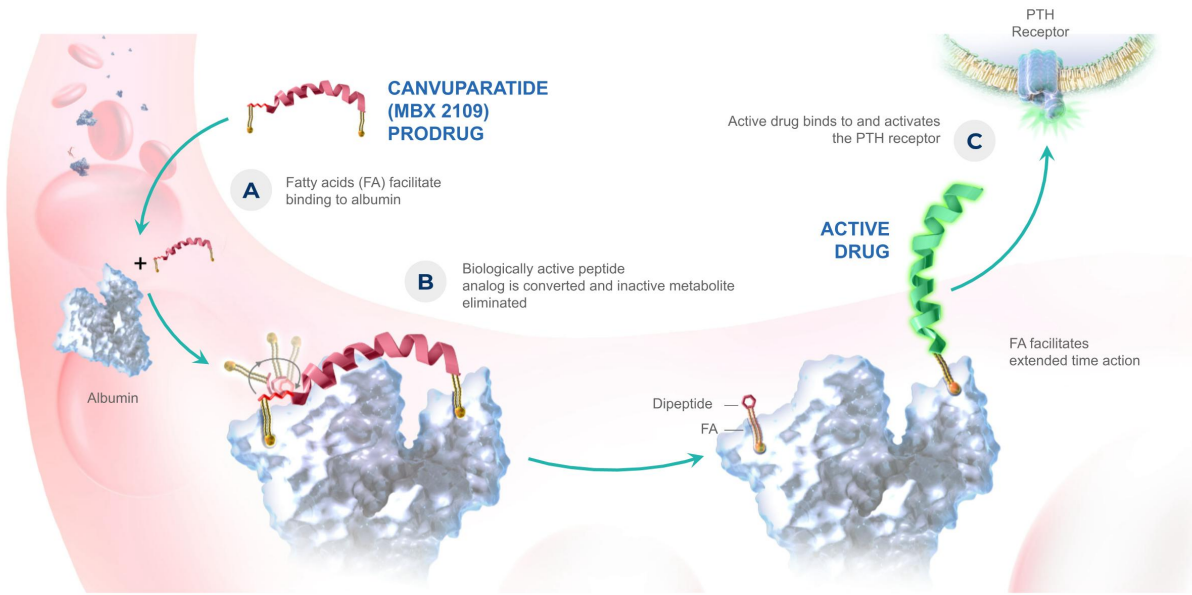 CANVUPARATIDE
(MBX 2109)
PRODRUG
A
Fatty acids (FA) facilitate
binding to albumin
+
Albumin
B
Biologically active peptide
analog is converted and inactive metabolite
eliminated
Dipeptide
FA
ACTIVE
DRUG
FA facilitates
extended time action
C
Active drug binds to and activates
the PTH receptor
PTH
Receptor